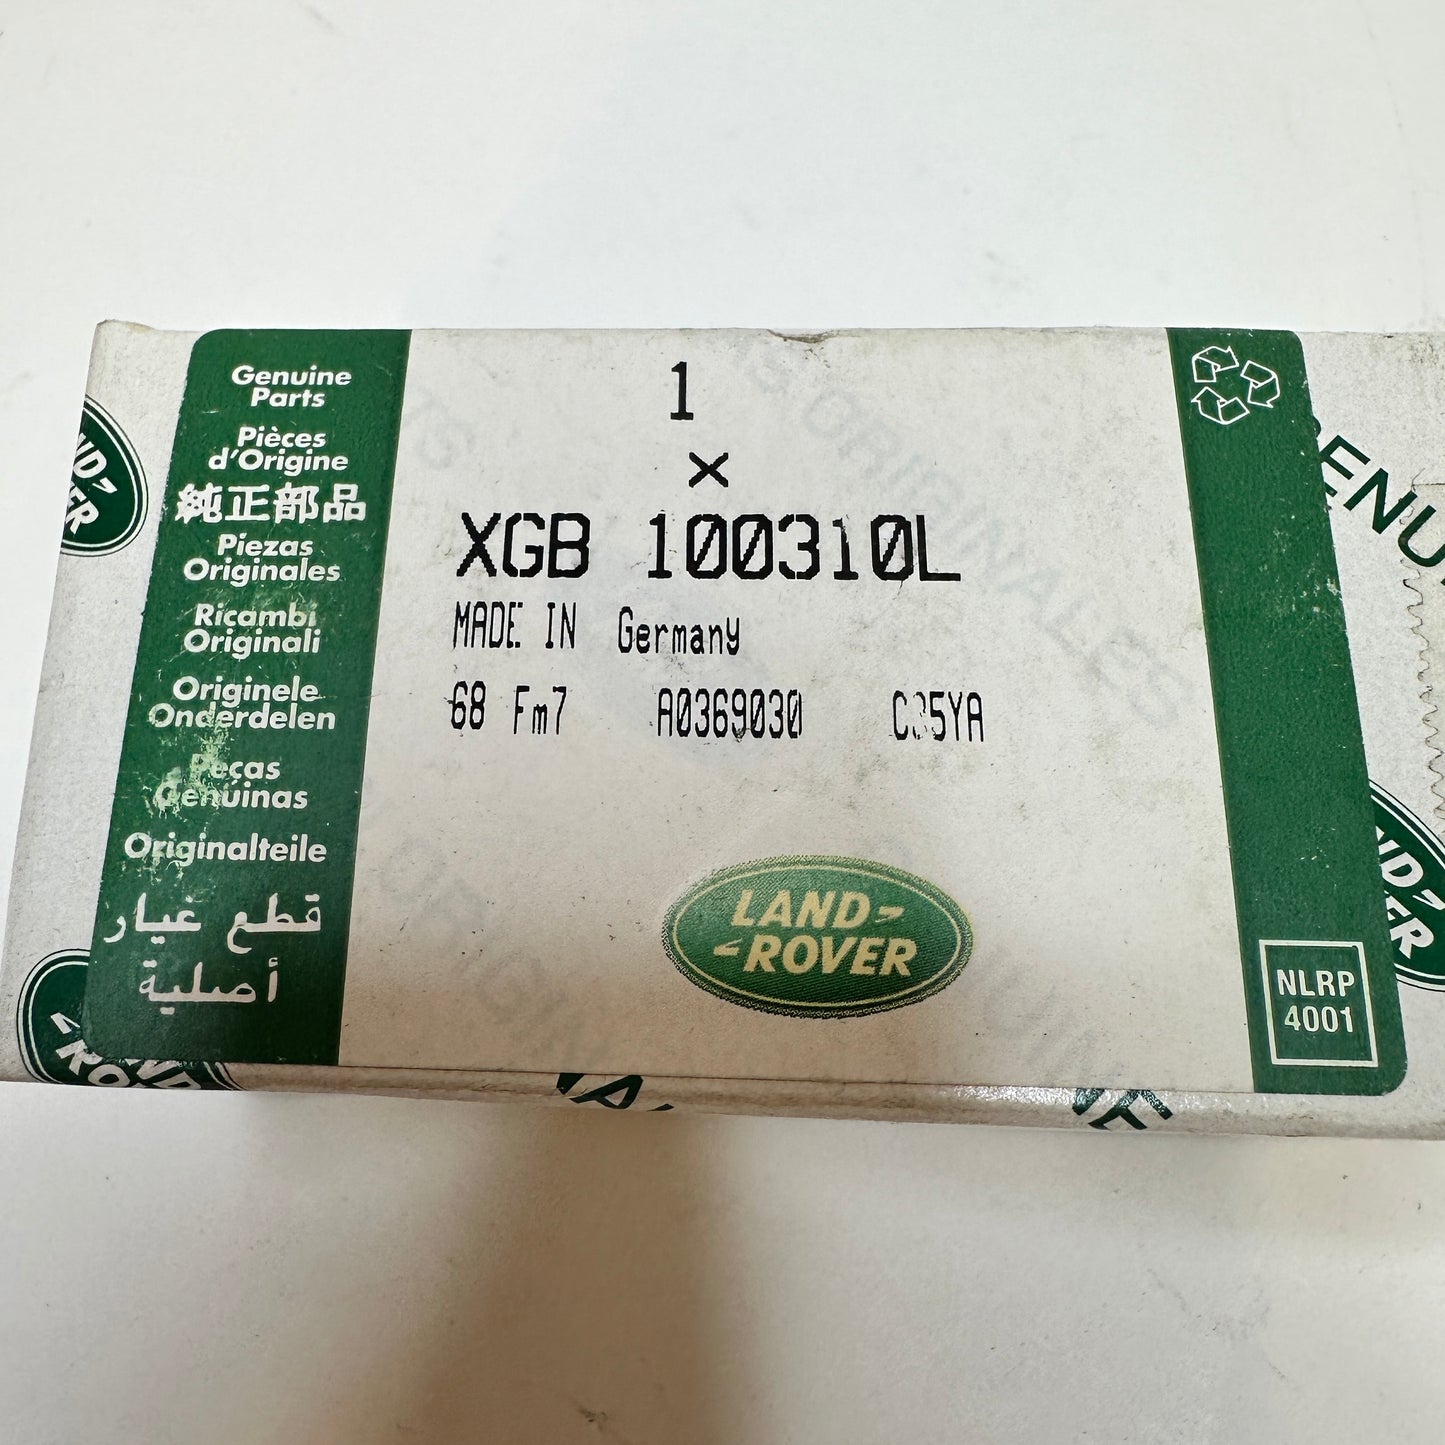 Genuine
Parts
Pièces
d'Origine
純正部品
Piezas
Originales
Ricambi
Originali
Originele
Onderdelen
Peças
Genuinas
Originalteile
قطع غيار
أصلية
1
×
XGB 100310L
MADE IN Germany
68 Fm7 A0369030
LAND-
-ROVER
NLRP
4001